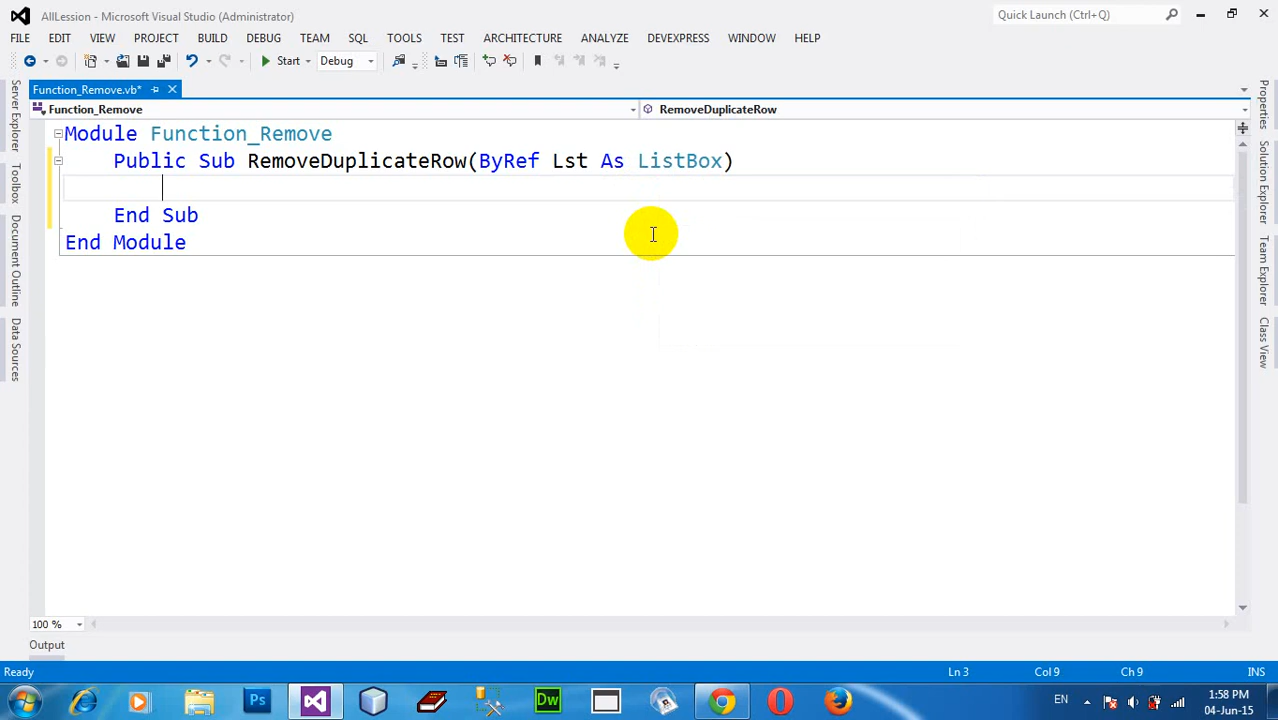 AllLession - Microsoft Visual Studio (Administrator)
Quick Launch (Ctrl+Q)
FILE EDIT VIEW PROJECT BUILD DEBUG TEAM SQL TOOLS TEST ARCHITECTURE ANALYZE DEVEXPRESS WINDOW HELP
Start Debug
Function_Remove.vb*
Function_Remove RemoveDuplicateRow
Module Function_Remove
Public Sub RemoveDuplicateRow(ByRef Lst As ListBox)
End Sub
End Module
Server Explorer
Toolbox
Document Outline
Data Sources
Properties
Solution Explorer
Team Explorer
Class View
100 %
Output
Ready Ln 3 Col 9 Ch 9 INS
Ps Dw EN 1:58 PM
04-Jun-15